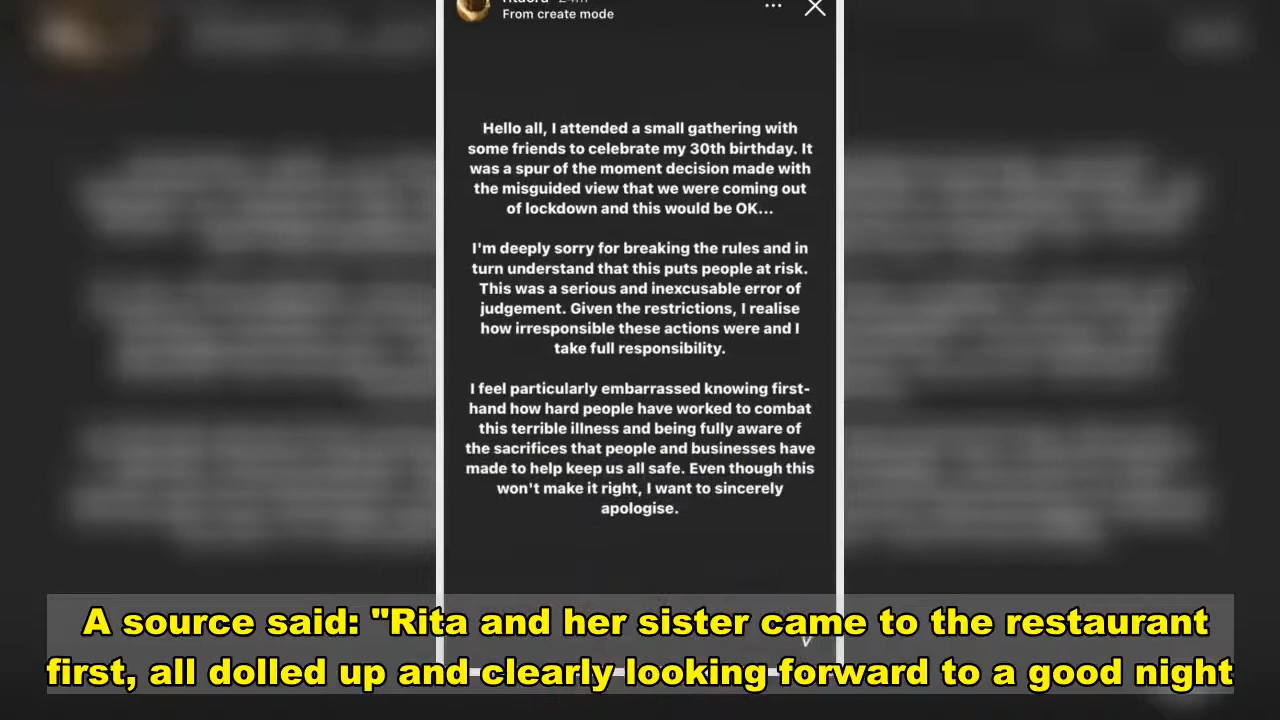 From create mode
Hello all, I attended a small gathering with
some friends to celebrate my 30th birthday. It
was a spur of the moment decision made with
the misguided view that we were coming out
of lockdown and this would be OK...
I'm deeply sorry for breaking the rules and in
turn understand that this puts people at risk.
This was a serious and inexcusable error of
judgement. Given the restrictions, I realise
how irresponsible these actions were and I
take full responsibility.
I feel particularly embarrassed knowing first-
hand how hard people have worked to combat
this terrible illness and being fully aware of
the sacrifices that people and businesses have
made to help keep us all safe. Even though this
won't make it right, I want to sincerely
apologise.
A source said: "Rita and her sister came to the restaurant
first, all dolled up and clearly looking forward to a good night